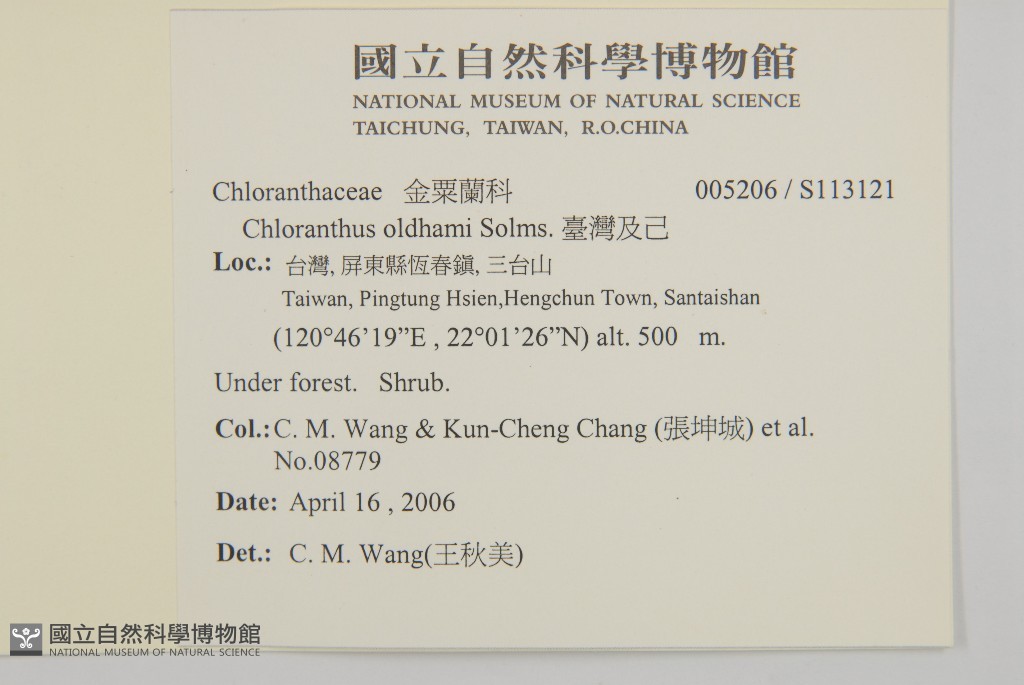 國立自然科學博物館
NATIONAL MUSEUM OF NATURAL SCIENCE
TAICHUNG, TAIWAN, R.O.CHINA
Chloranthaceae 金粟蘭科 005206 / S113121
Chloranthus oldhami Solms. 臺灣及己
Loc.: 台灣, 屏東縣恆春鎮, 三台山
Taiwan, Pingtung Hsien,Hengchun Town, Santaishan
(120°46’19”E , 22°01’26”N) alt. 500 m.
Under forest. Shrub.
Col.: C. M. Wang & Kun-Cheng Chang (張坤城) et al.
No.08779
Date: April 16 , 2006
Det.: C. M. Wang(王秋美)
國立自然科學博物館
NATIONAL MUSEUM OF NATURAL SCIENCE